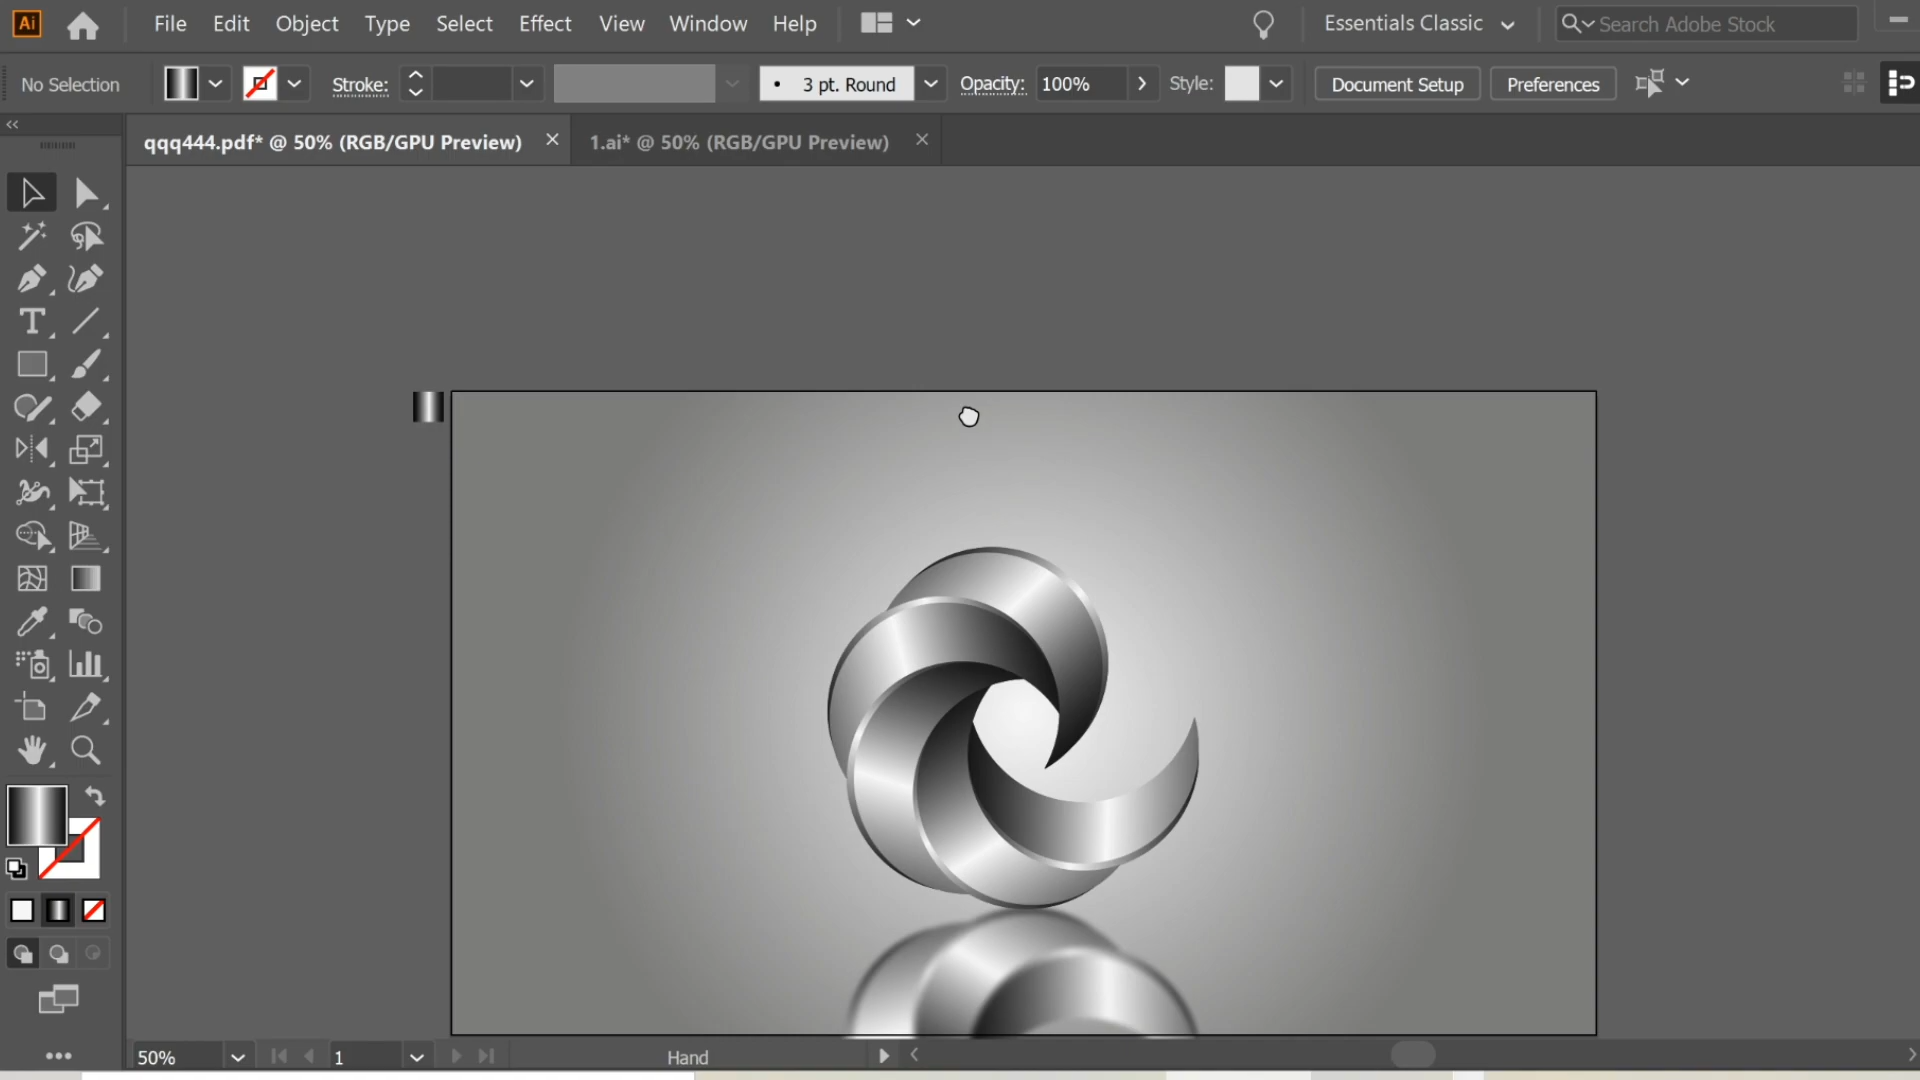 Ai File Edit Object Type Select Effect View Window Help Essentials Classic Search Adobe Stock
No Selection Stroke: 3 pt. Round Opacity: 100% Style: Document Setup Preferences
qqq444.pdf* @ 50% (RGB/GPU Preview) 1.ai* @ 50% (RGB/GPU Preview)
50% 1 Hand